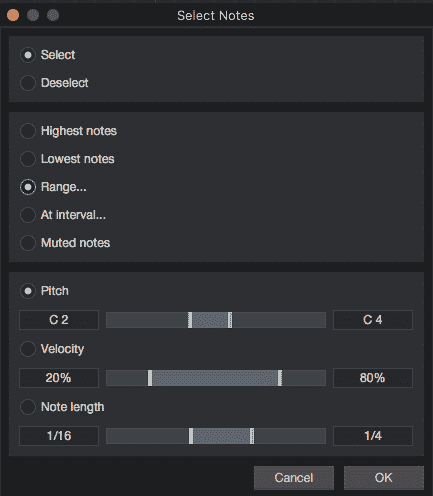 Select Notes
Select
Deselect
Highest notes
Lowest notes
Range...
At interval...
Muted notes
Pitch
C 2 C 4
Velocity
20% 80%
Note length
1/16 1/4
Cancel OK